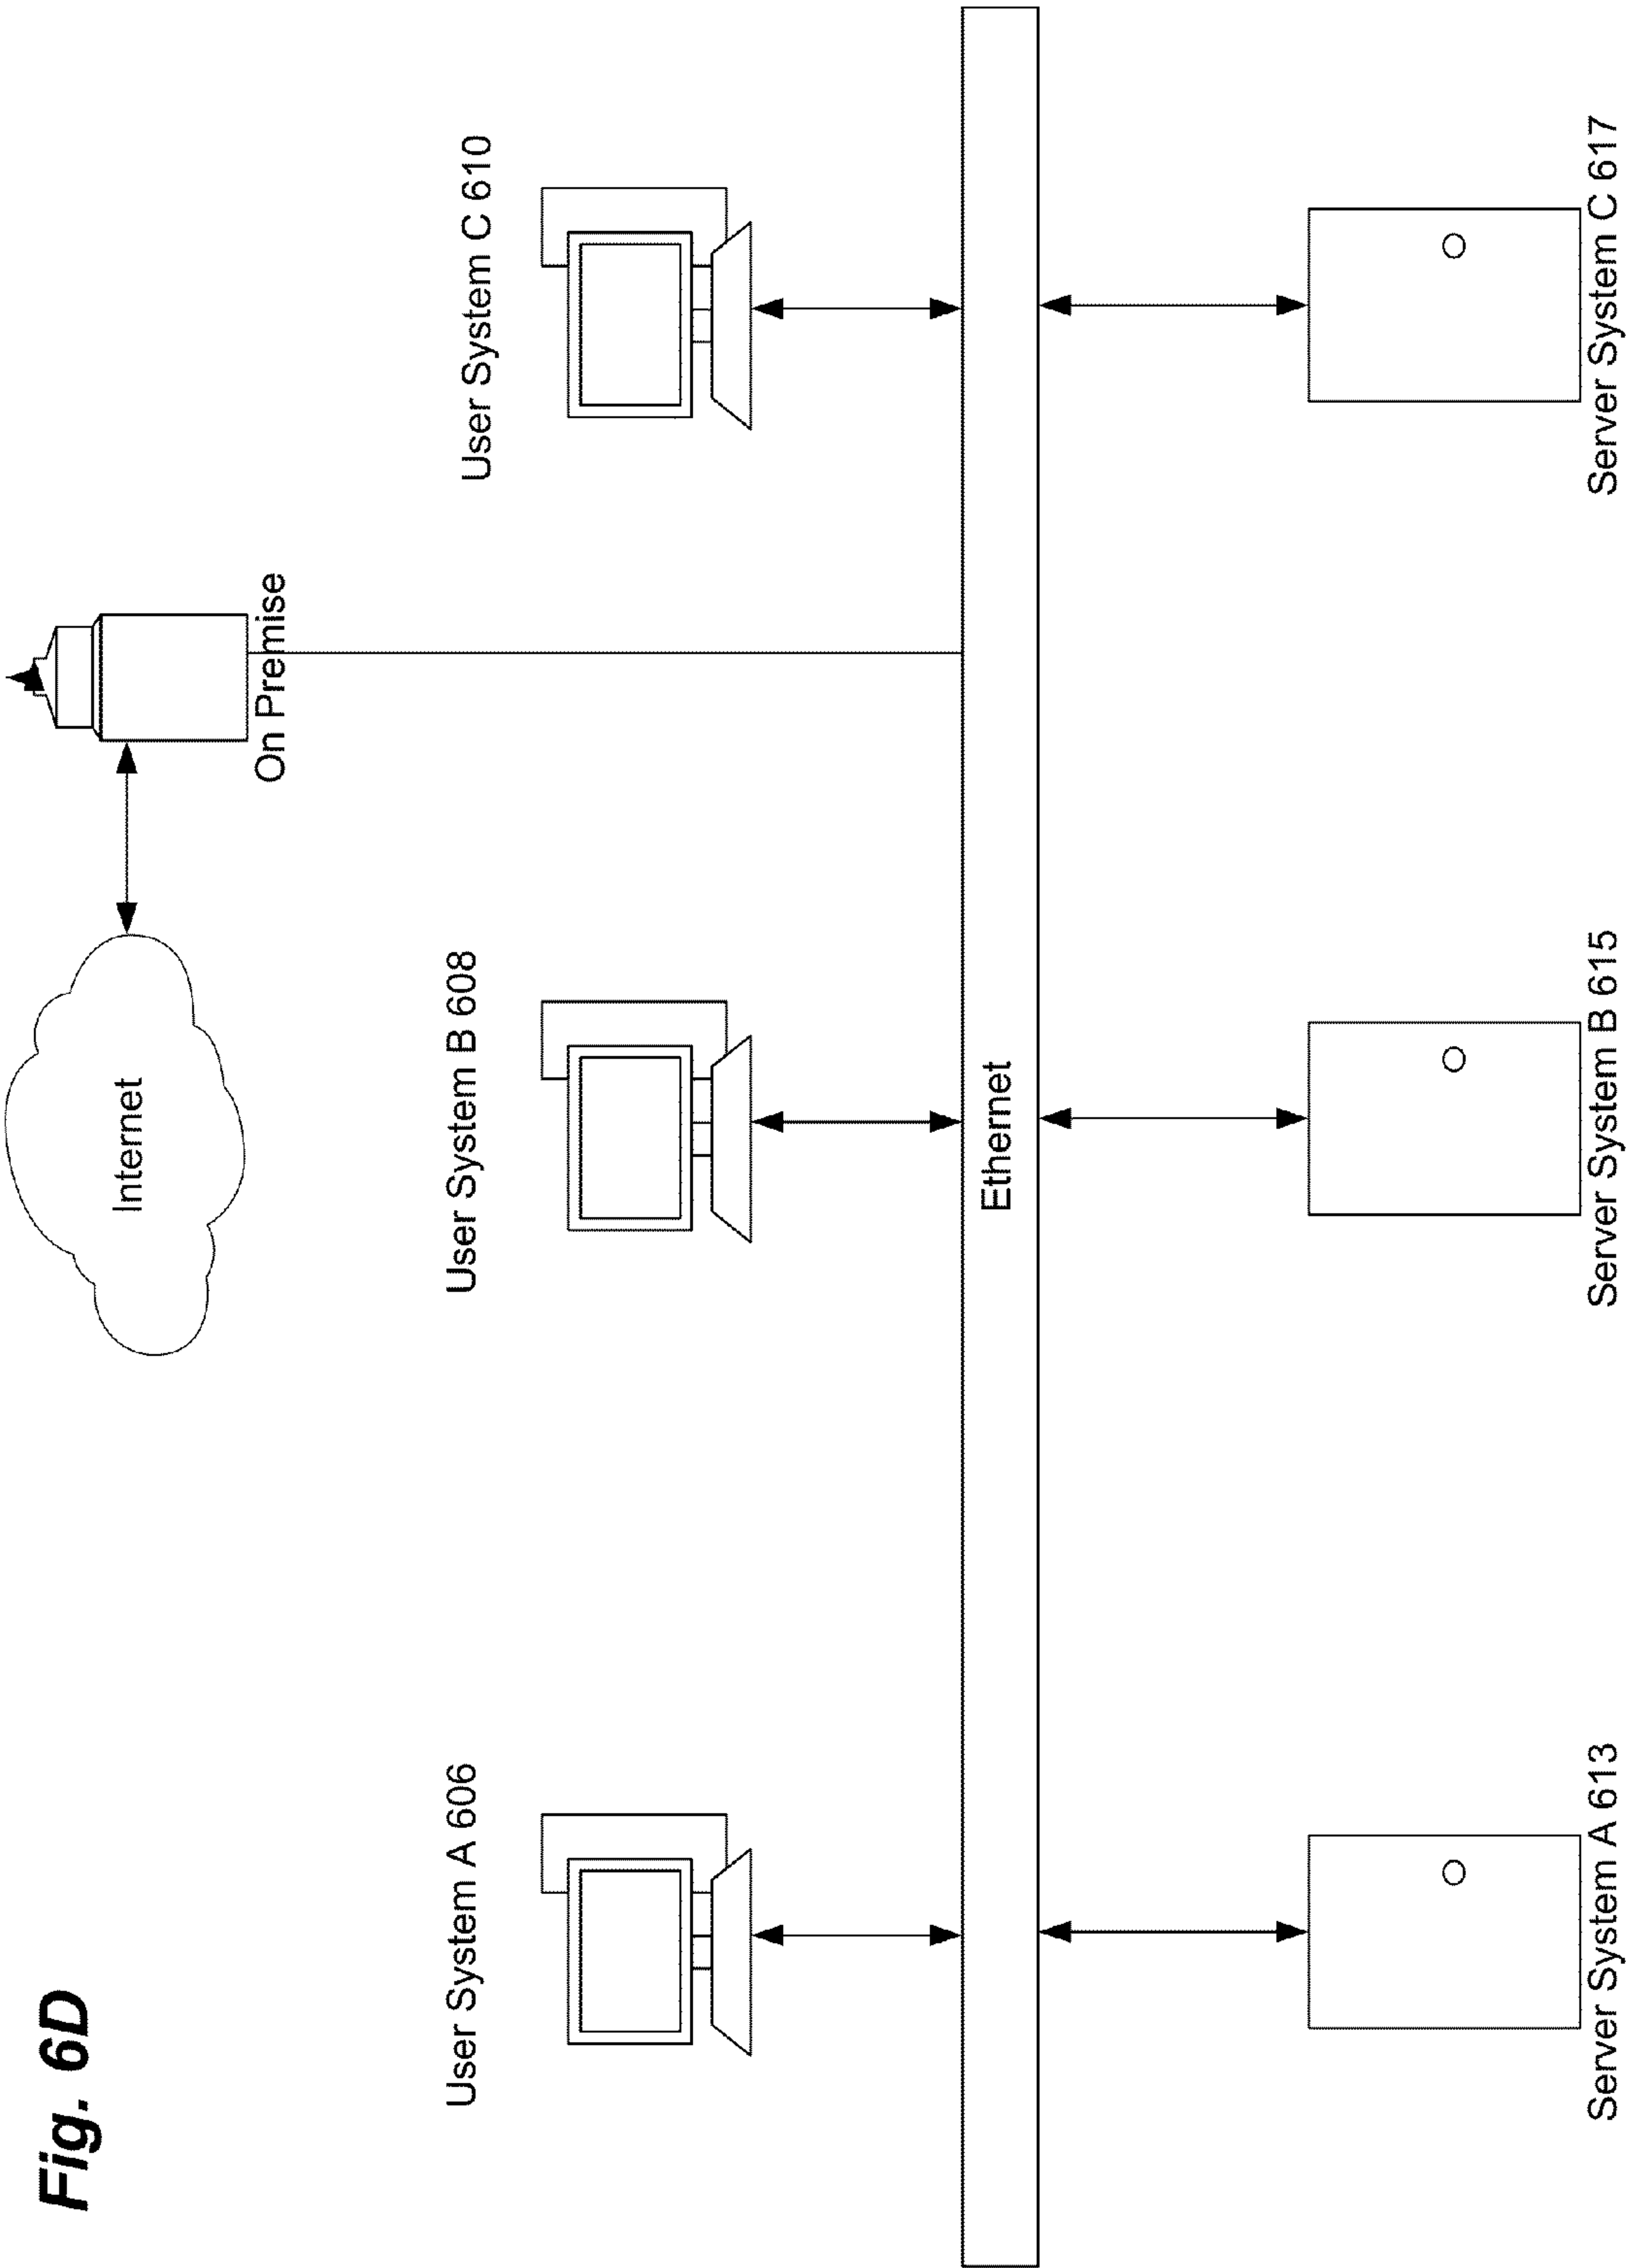 Fig. 6D
Internet
On Premise
User System A 606
User System B 608
User System C 610
Ethernet
Server System A 613
Server System B 615
Server System C 617